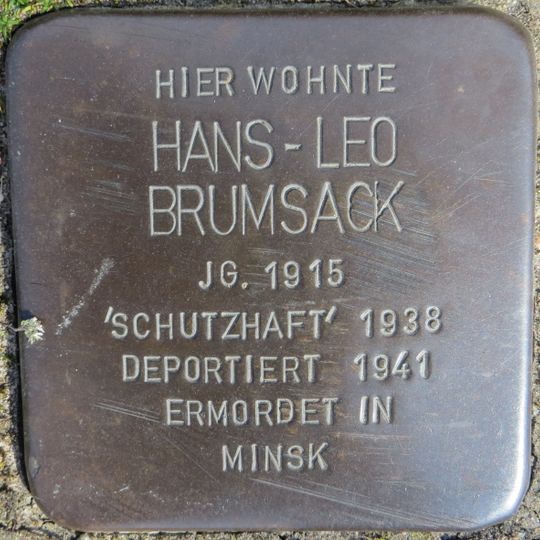 HIER WOHNTE
HANS-LEO
BRUMSACK
JG. 1915
'SCHUTZHAFT' 1938
DEPORTIERT 1941
ERMORDET IN
MINSK